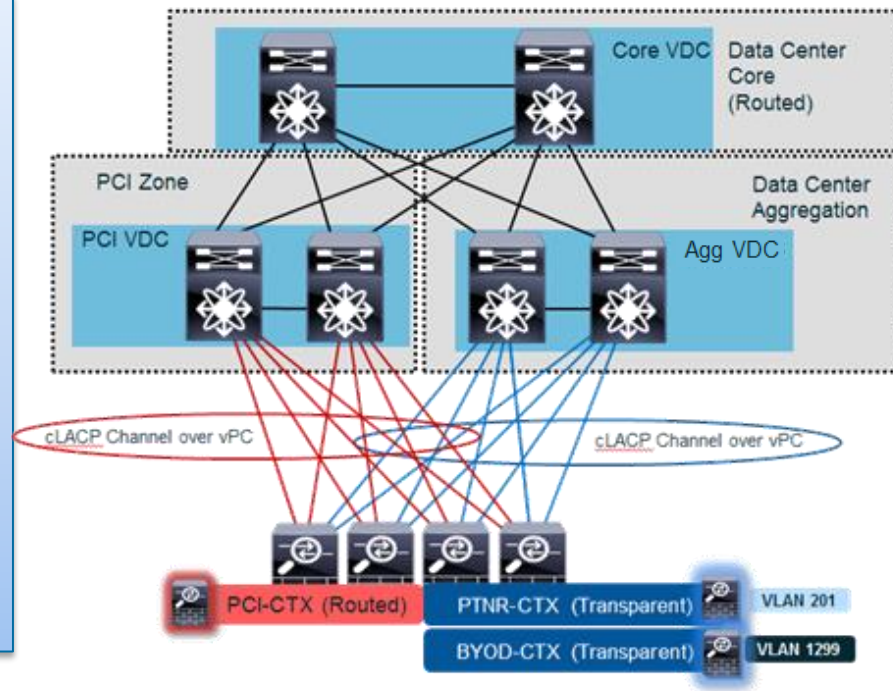 Core VDC
Data Center
Core
(Routed)
PCI Zone
Data Center
Aggregation
PCI VDC
Agg VDC
cLACP Channel over vPC
cLACP Channel over vPC
PCI-CTX (Routed)
PTNR-CTX (Transparent)
VLAN 201
BYOD-CTX (Transparent)
VLAN 1299